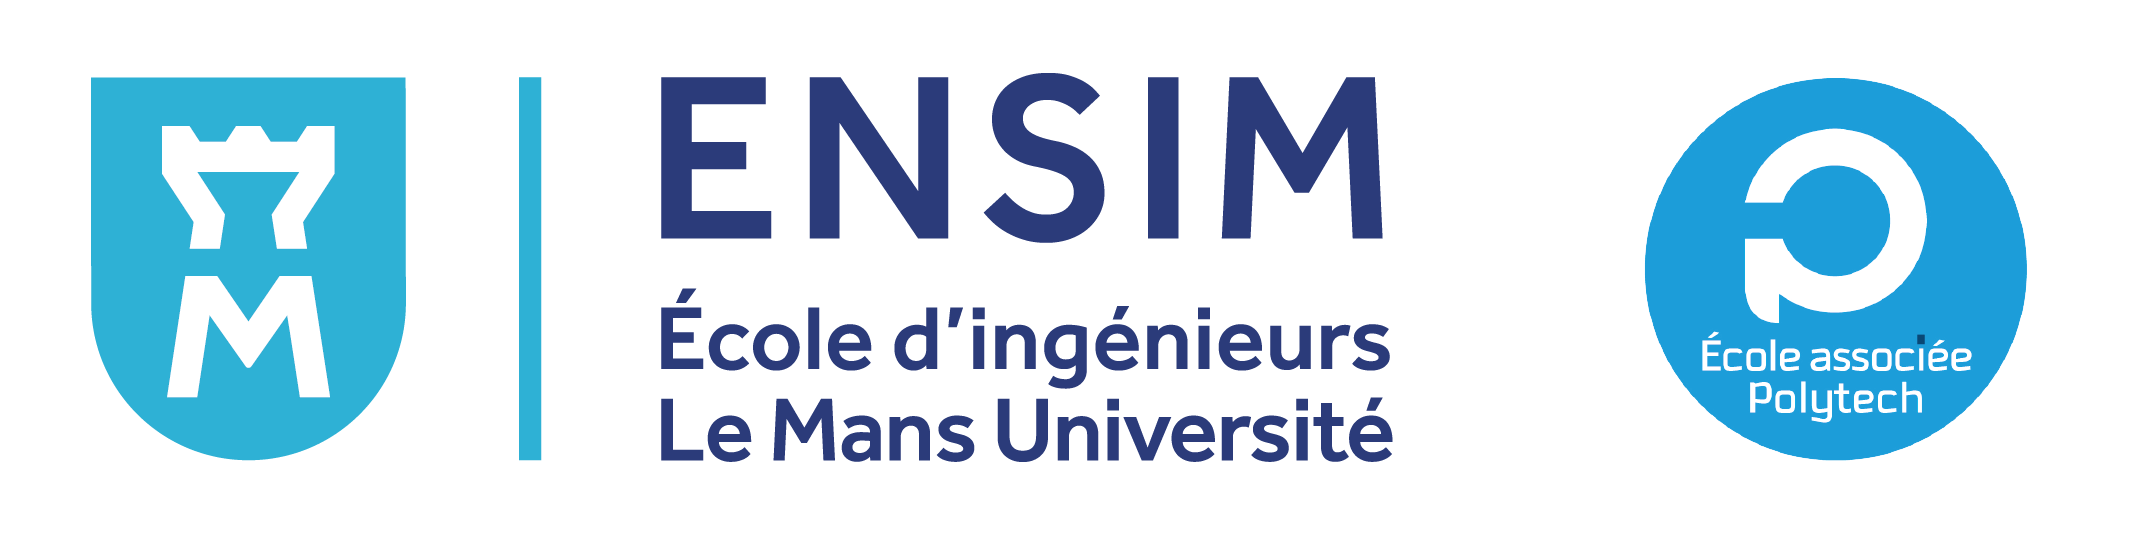 ENSIM
École d'ingénieurs
Le Mans Université
M
École associée
Polytech